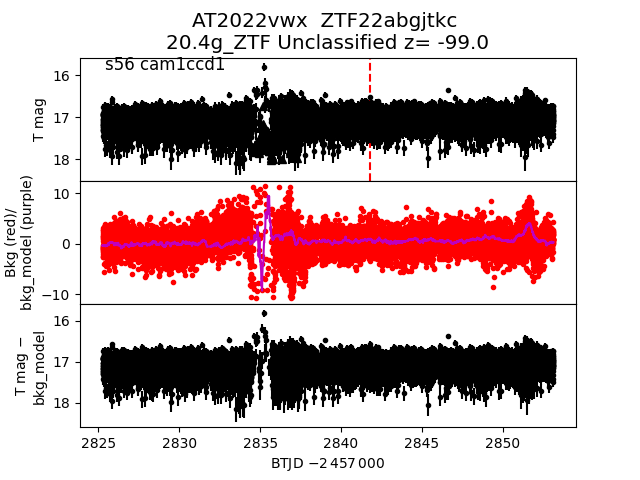 AT2022vwx  ZTF22abgjtkc
20.4g_ZTF Unclassified z= -99.0
s56 cam1ccd1
T mag
16
17
18
Bkg (red)/
bkg_model (purple)
10
0
−10
T mag −
bkg_model
16
17
18
2825
2830
2835
2840
2845
2850
BTJD −2 457 000